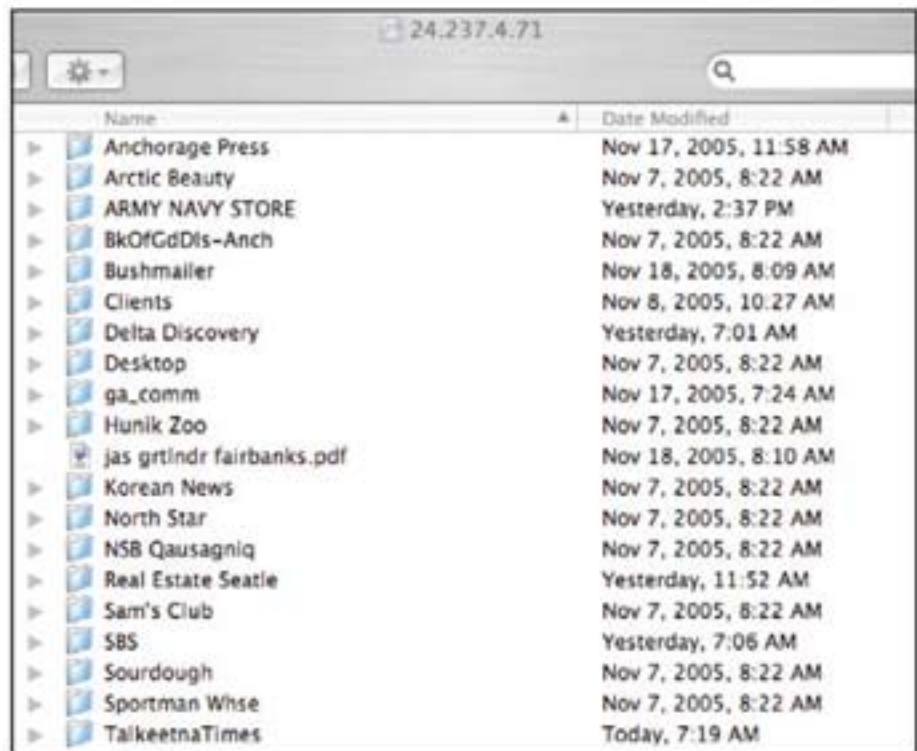 24.237.4.71
Name Date Modified
Anchorage Press Nov 17, 2005, 11:58 AM
Arctic Beauty Nov 7, 2005, 8:22 AM
ARMY NAVY STORE Yesterday, 2:37 PM
BkOfGdDls-Anch Nov 7, 2005, 8:22 AM
Bushmailer Nov 18, 2005, 8:09 AM
Clients Nov 8, 2005, 10:27 AM
Delta Discovery Yesterday, 7:01 AM
Desktop Nov 7, 2005, 8:22 AM
ga_comm Nov 17, 2005, 7:24 AM
Hunik Zoo Nov 7, 2005, 8:22 AM
jas grtlndr fairbanks.pdf Nov 18, 2005, 8:10 AM
Korean News Nov 7, 2005, 8:22 AM
North Star Nov 7, 2005, 8:22 AM
NSB Qausagniq Nov 7, 2005, 8:22 AM
Real Estate Seatle Yesterday, 11:52 AM
Sam's Club Nov 7, 2005, 8:22 AM
SBS Yesterday, 7:06 AM
Sourdough Nov 7, 2005, 8:22 AM
Sportman Whse Nov 7, 2005, 8:22 AM
TalkeetnaTimes Today, 7:19 AM